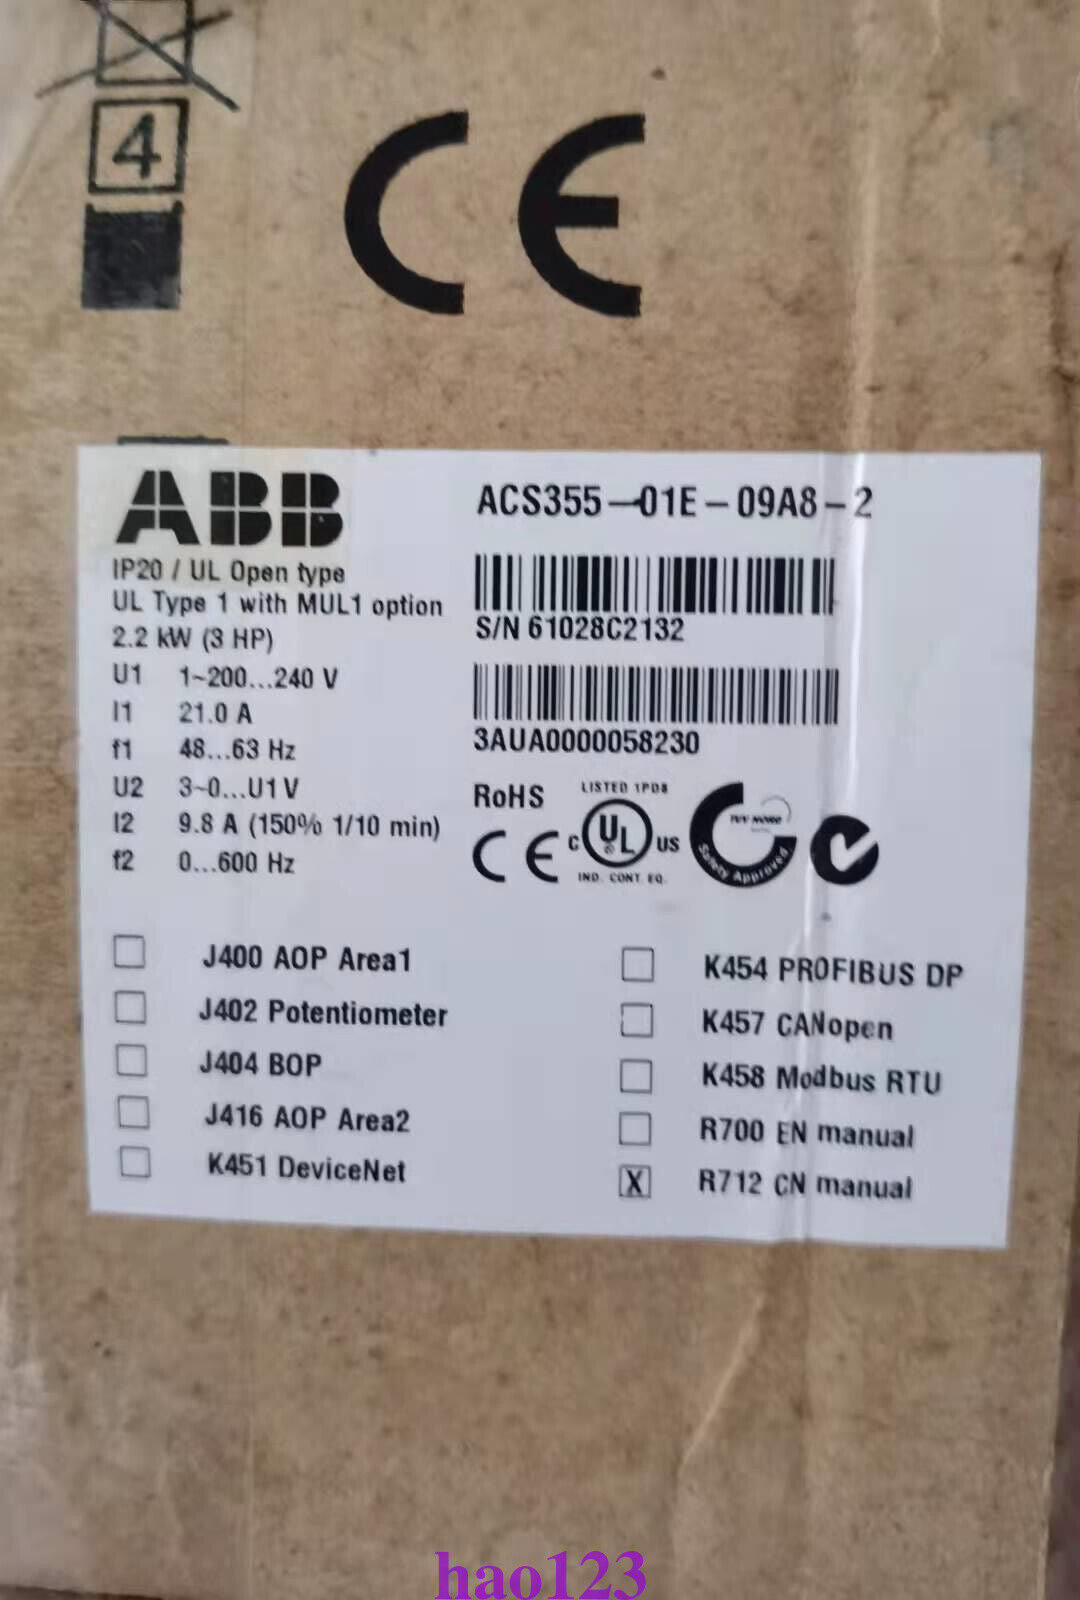 4
CE
ABB
ACS355-01E-09A8-2
IP20 / UL Open type
UL Type 1 with MUL1 option
2.2 kW (3 HP)
U1 1~200...240 V
I1 21.0 A
f1 48...63 Hz
U2 3~0...U1 V
I2 9.8 A (150% 1/10 min)
f2 0...600 Hz
S/N 61028C2132
3AUA0000058230
RoHS
CE
LISTED 1PD8
C UL US
IND. CONT. EQ.
TUV NORD
Safety Approved
J400 AOP Area1
J402 Potentiometer
J404 BOP
J416 AOP Area2
K451 DeviceNet
K454 PROFIBUS DP
K457 CANopen
K458 Modbus RTU
R700 EN manual
X R712 CN manual
hao123